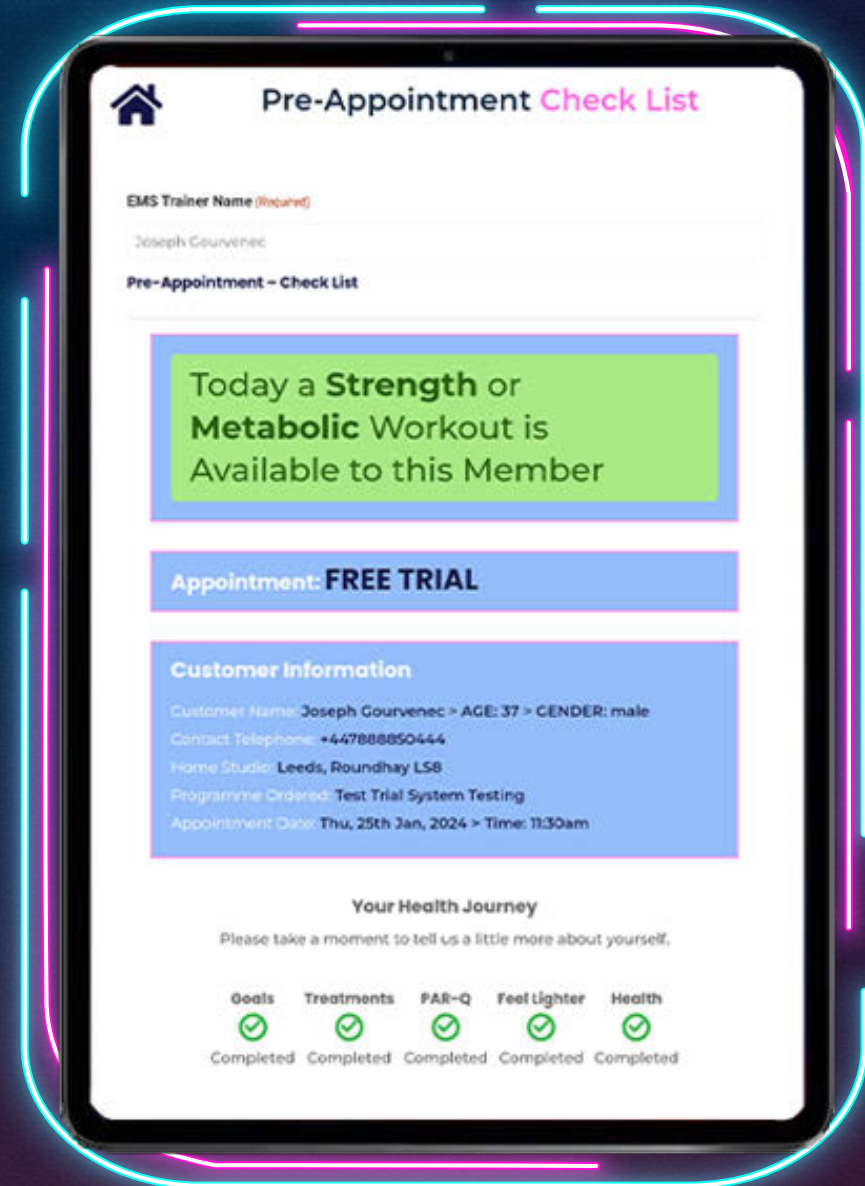 Pre-Appointment Check List
EMS Trainer Name (Required)
Joseph Gourvenec
Pre-Appointment – Check List
Today a Strength or
Metabolic Workout is
Available to this Member
Appointment: FREE TRIAL
Customer Information
Customer Name: Joseph Gourvenec > AGE: 37 > GENDER: male
Contact Telephone: +447888850444
Home Studio: Leeds, Roundhay LS8
Programme Ordered: Test Trial System Testing
Appointment Date: Thu, 25th Jan, 2024 > Time: 11:30am
Your Health Journey
Please take a moment to tell us a little more about yourself.
Goals Treatments PAR-Q Feel Lighter Health
Completed Completed Completed Completed Completed